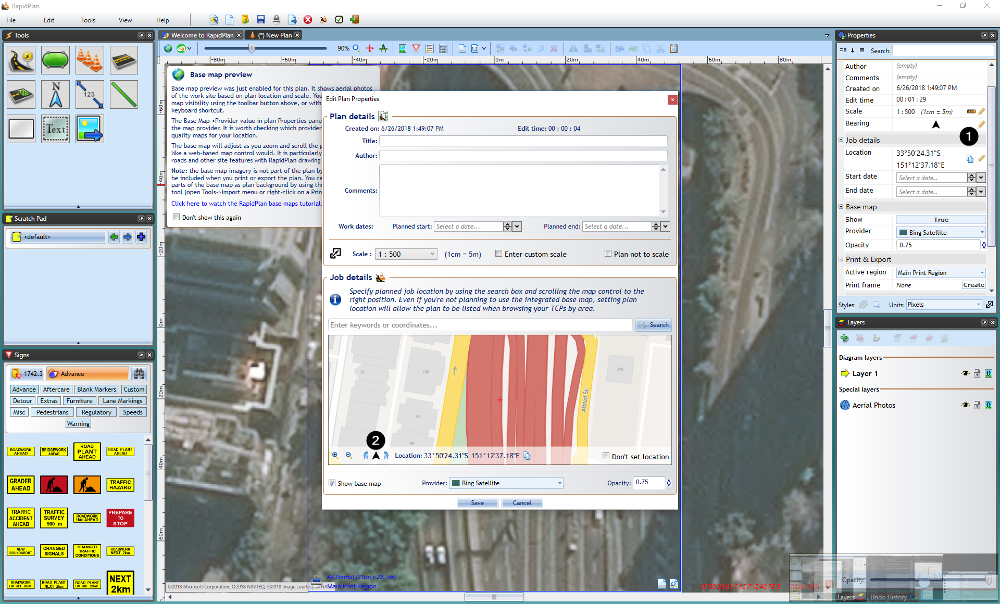 RapidPlan
File Edit Tools View Help
Tools
Welcome to RapidPlan
(*) New Plan
90%
-80m -60m -40m -20m 0m 20m 40m 60m 80m
-60m
-40m
-20m
0m
20m
40m
60m
123
N
Text
Scratch Pad
<default>
Signs
1742.3 Advance
Advance Aftercare Blank Markers Custom
Detour Extras Furniture Lane Markings
Misc Pedestrians Regulatory Speeds
Warning
ROADWORK AHEAD
BRIDGEWORK AHEAD
ROAD PLANT AHEAD
ROAD PLANT AHEAD
GRADER AHEAD
TRAFFIC HAZARD
TRAFFIC ACCIDENT AHEAD
TRAFFIC SURVEY 500 m
ROADWORK 1km AHEAD
PREPARE TO STOP
NEW ROUNDABOUT
CHANGED SIGNALS
CHANGED TRAFFIC CONDITIONS
ROADWORK NEXT 2km
ROADWORK ON SIDE ROAD
ROAD PLANT NEXT 2km
ROAD PLANT ON SIDE ROAD
NEXT 2km
Base map preview
Base map preview was just enabled for this plan. It shows aerial photos
of the work site based on plan location and scale. You
map visibility using the toolbar button above, or with
keyboard shortcut.
The Base Map->Provider value in plan Properties pane
the map provider. It is worth checking which provider
quality maps for your location.
The base map will adjust as you zoom and scroll the p
like a web-based map control would. It is particularly
roads and other site features with RapidPlan drawing
Note: the base map imagery is not part of the plan by
be included when you print or export the plan. You ca
parts of the base map as plan background by using the
tool (open Tools->Import menu or right-click on a Prin
Click here to watch the RapidPlan base maps tutorial.
Don't show this again
Edit Plan Properties
x
Plan details
Created on: 6/26/2018 1:49:07 PM
Edit time: 00 : 00 : 04
Title:
Author:
Comments:
Work dates: Planned start: Select a date... Planned end: Select a date...
Scale : 1 : 500 (1cm = 5m) Enter custom scale Plan not to scale
Job details
Specify planned job location by using the search box and scrolling the map control to the
right position. Even if you're not planning to use the integrated base map, setting plan
location will allow the plan to be listed when browsing your TCPs by area.
Enter keywords or coordinates... Search
73
100
90
80
275
Alfred St.
2
Location: 33°50'24.31"S 151°12'37.18"E
Don't set location
Show base map Provider: Bing Satellite Opacity: 0.75
Save Cancel
A4 Portrait (21cm x 29.7cm)
Main Print Region
©2018 Microsoft Corporation, ©2018 NAVTEQ, ©2018 Image courtesy NASA
33°50'23.01"S 151°12'40.76"E
Properties
Search:
Author (empty)
Comments (empty)
Created on 6/26/2018 1:49:07 PM
Edit time 00 : 01 : 29
Scale 1 : 500 (1cm = 5m)
Bearing
1
Job details
Location 33°50'24.31"S
151°12'37.18"E
Start date Select a date...
End date Select a date...
Base map
Show True
Provider Bing Satellite
Opacity 0.75
Print & Export
Active region Main Print Region
Print frame None Create
Styles: Units: Pixels
Layers
Diagram layers
Layer 1 D
Special layers
Aerial Photos D
Opacity:
Layers Undo History